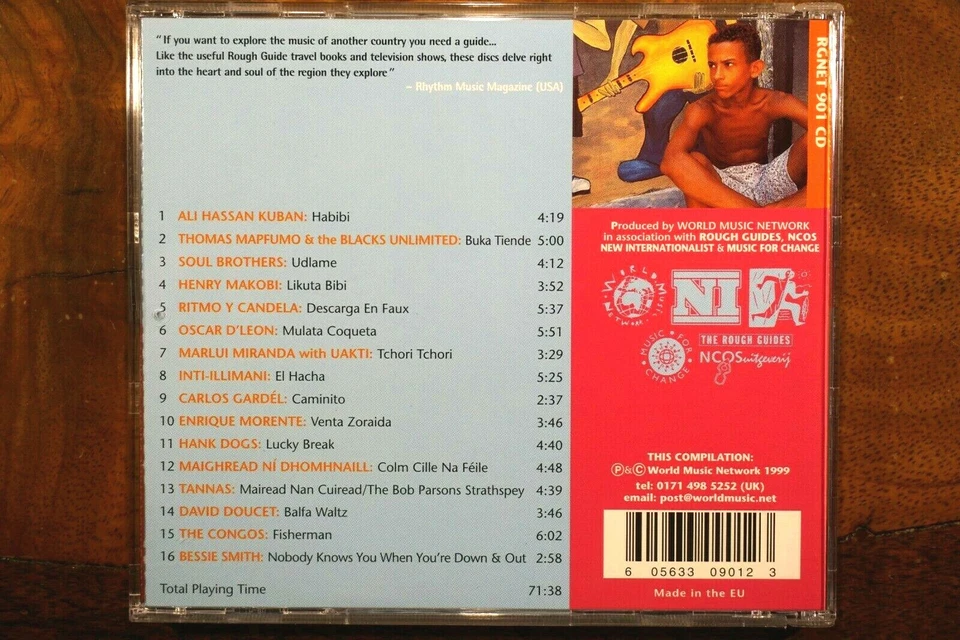 “If you want to explore the music of another country you need a guide...
Like the useful Rough Guide travel books and television shows, these discs delve right
into the heart and soul of the region they explore”
– Rhythm Music Magazine (USA)
1 ALI HASSAN KUBAN: Habibi 4:19
2 THOMAS MAPFUMO & the BLACKS UNLIMITED: Buka Tiende 5:00
3 SOUL BROTHERS: Udlame 4:12
4 HENRY MAKOBI: Likuta Bibi 3:52
5 RITMO Y CANDELA: Descarga En Faux 5:37
6 OSCAR D’LEON: Mulata Coqueta 5:51
7 MARLUI MIRANDA with UAKTI: Tchori Tchori 3:29
8 INTI-ILLIMANI: El Hacha 5:25
9 CARLOS GARDÉL: Caminito 2:37
10 ENRIQUE MORENTE: Venta Zoraida 3:46
11 HANK DOGS: Lucky Break 4:40
12 MAIGHREAD NÍ DHOMHNAILL: Colm Cille Na Féile 4:48
13 TANNAS: Mairead Nan Cuiread/The Bob Parsons Strathspey 4:39
14 DAVID DOUCET: Balfa Waltz 3:46
15 THE CONGOS: Fisherman 6:02
16 BESSIE SMITH: Nobody Knows You When You’re Down & Out 2:58
Total Playing Time 71:38
RGNET 901 CD
Produced by WORLD MUSIC NETWORK
in association with ROUGH GUIDES, NCOS
NEW INTERNATIONALIST & MUSIC FOR CHANGE
WORLD MUSIC NETWORK
NI
MUSIC FOR CHANGE
THE ROUGH GUIDES
NCOS uitgeverij
THIS COMPILATION:
Ⓟ&© World Music Network 1999
tel: 0171 498 5252 (UK)
email: post@worldmusic.net
6 05633 09012 3
Made in the EU